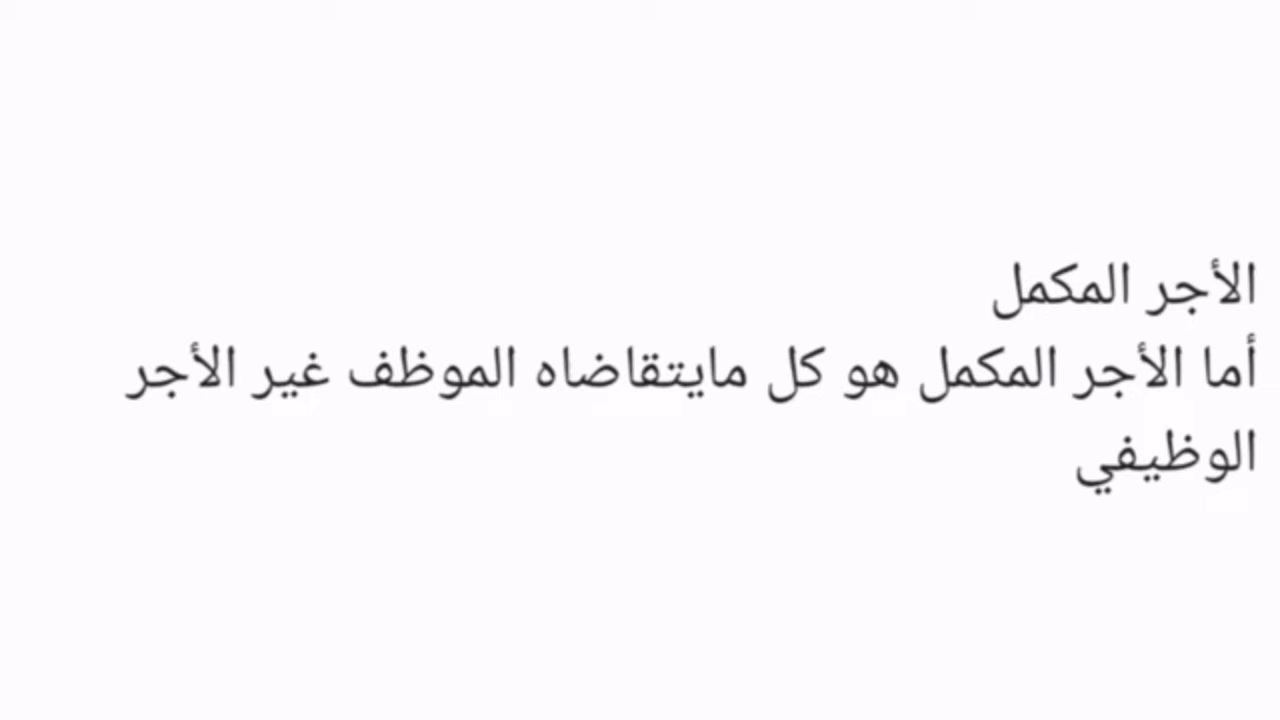 الأجر المكمل
أما الأجر المكمل هو كل مايتقاضاه الموظف غير الأجر
الوظيفي